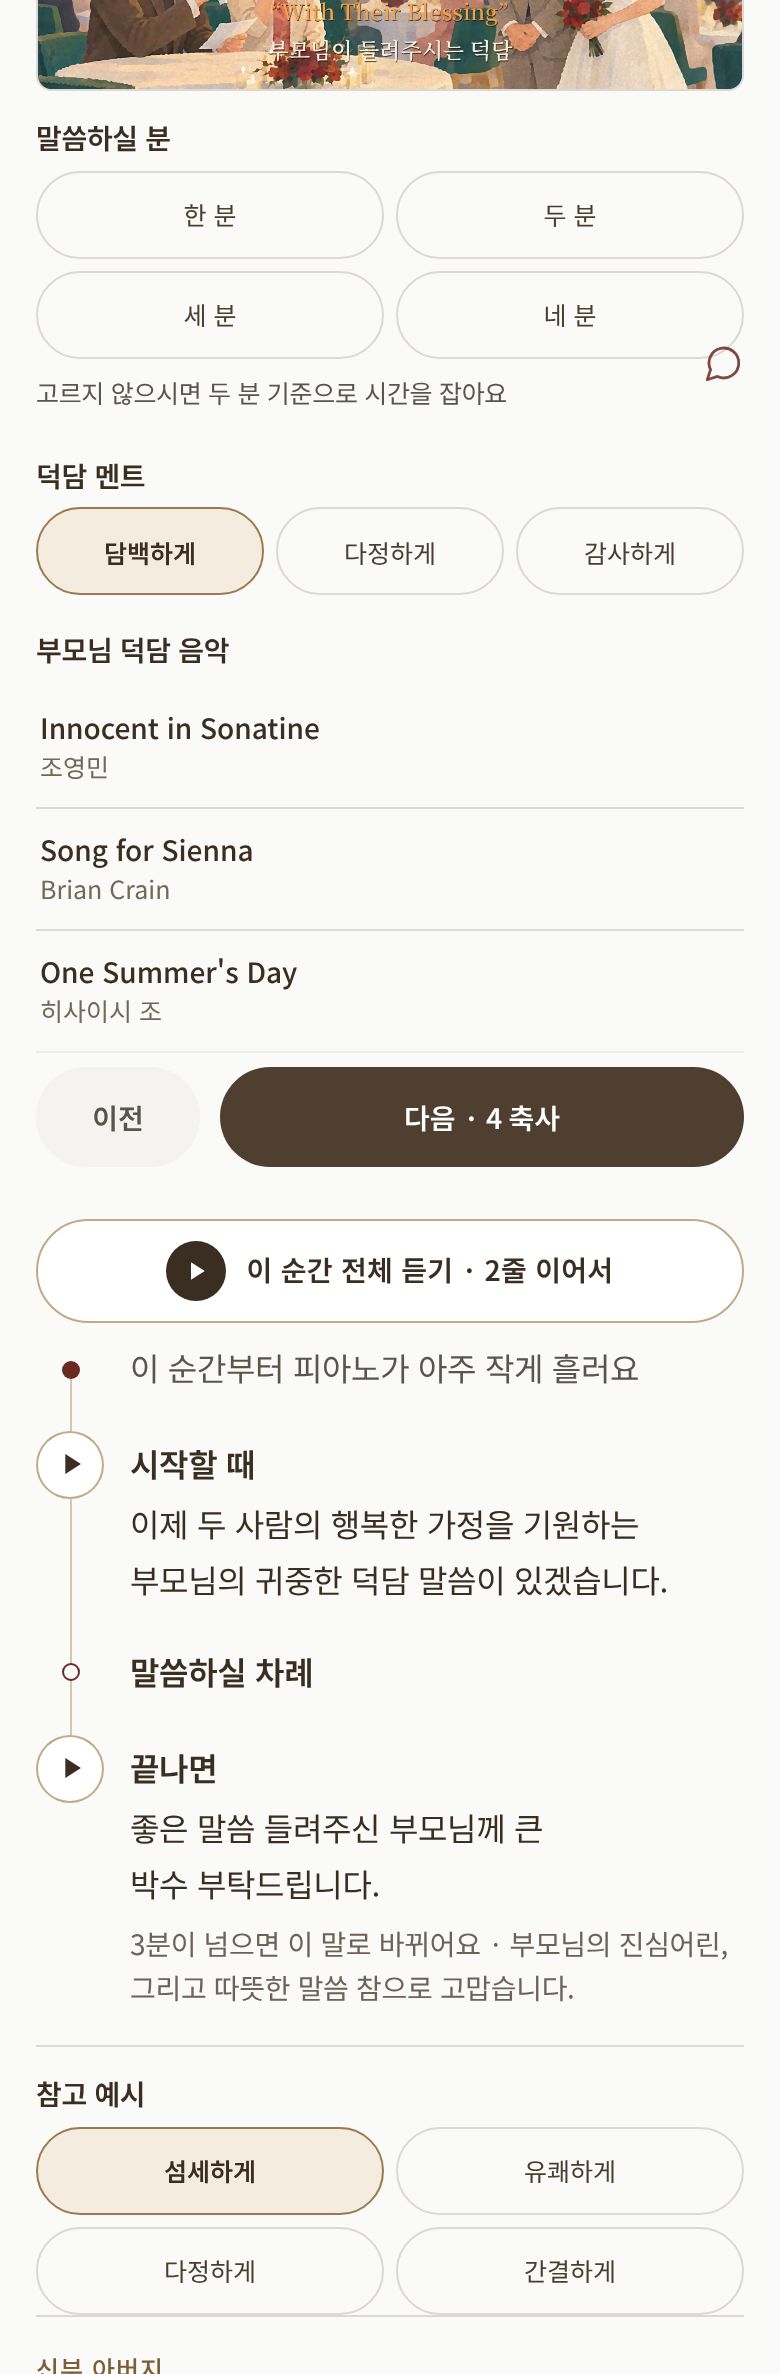 “With Their Blessing”
부모님이 들려주시는 덕담
말씀하실 분
한 분
두 분
세 분
네 분
고르지 않으시면 두 분 기준으로 시간을 잡아요
덕담 멘트
담백하게
다정하게
감사하게
부모님 덕담 음악
Innocent in Sonatine
조영민
Song for Sienna
Brian Crain
One Summer's Day
히사이시 조
이전
다음 · 4 축사
이 순간 전체 듣기 · 2줄 이어서
이 순간부터 피아노가 아주 작게 흘러요
시작할 때
이제 두 사람의 행복한 가정을 기원하는
부모님의 귀중한 덕담 말씀이 있겠습니다.
말씀하실 차례
끝나면
좋은 말씀 들려주신 부모님께 큰
박수 부탁드립니다.
3분이 넘으면 이 말로 바뀌어요 · 부모님의 진심어린,
그리고 따뜻한 말씀 참으로 고맙습니다.
참고 예시
섬세하게
유쾌하게
다정하게
간결하게
신부 아버지